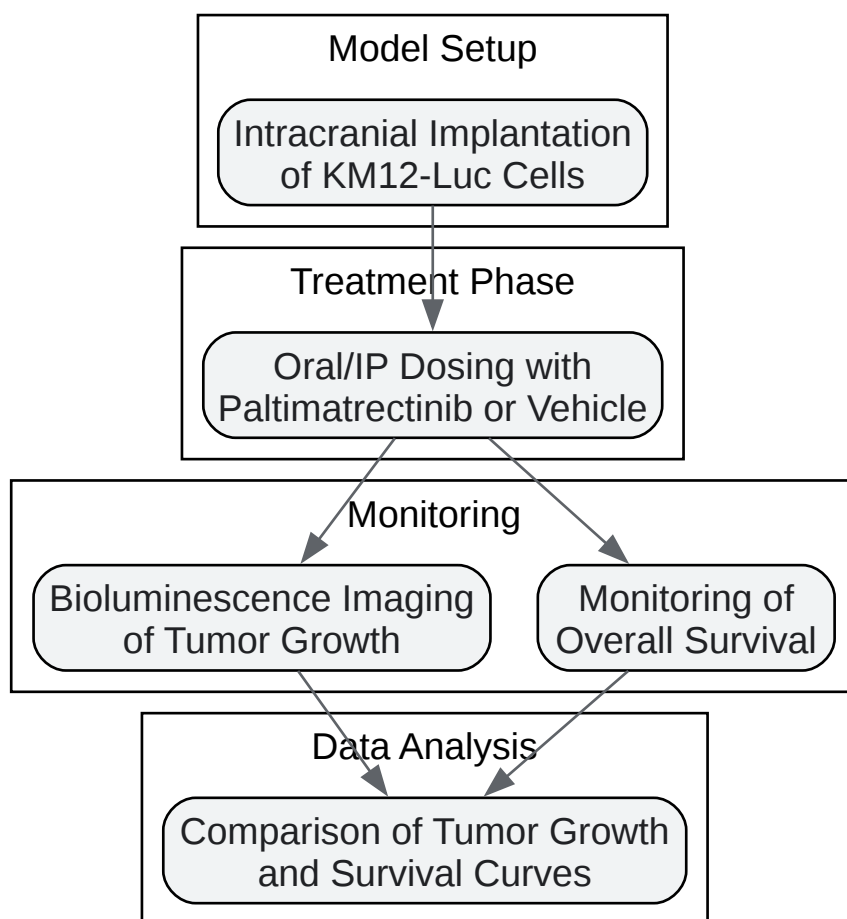 Model Setup
Intracranial Implantation
of KM12-Luc Cells
Treatment Phase
Oral/IP Dosing with
Paltimatrectinib or Vehicle
Monitoring
Bioluminescence Imaging
of Tumor Growth
Monitoring of
Overall Survival
Data Analysis
Comparison of Tumor Growth
and Survival Curves